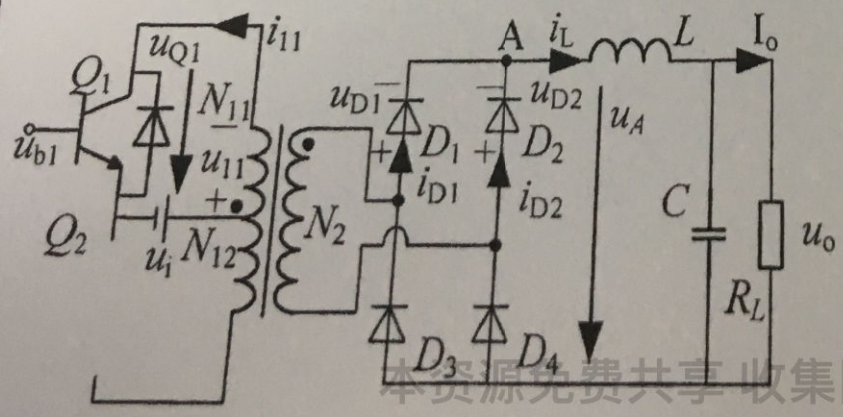 u_Q1 i_11 A i_L L I_o
Q_1 N_11 u_D1 − − u_D2 u_A
u_b1 − u_11 + D_1 + D_2
+ i_D1 i_D2 C
Q_2 u_i N_12 N_2 u_o
R_L
D_3 D_4
本资源免费共享 收集